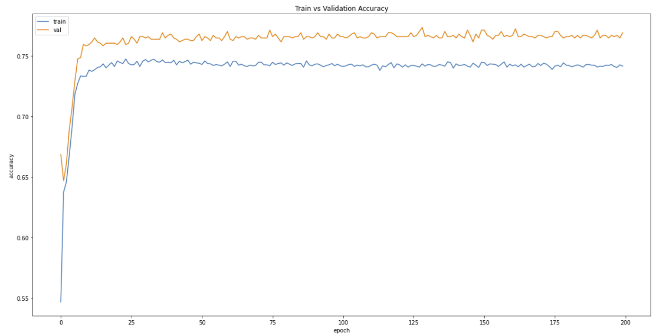 Train vs Validation Accuracy
train
val
accuracy
0.75
0.70
0.65
0.60
0.55
0 25 50 75 100 125 150 175 200
epoch